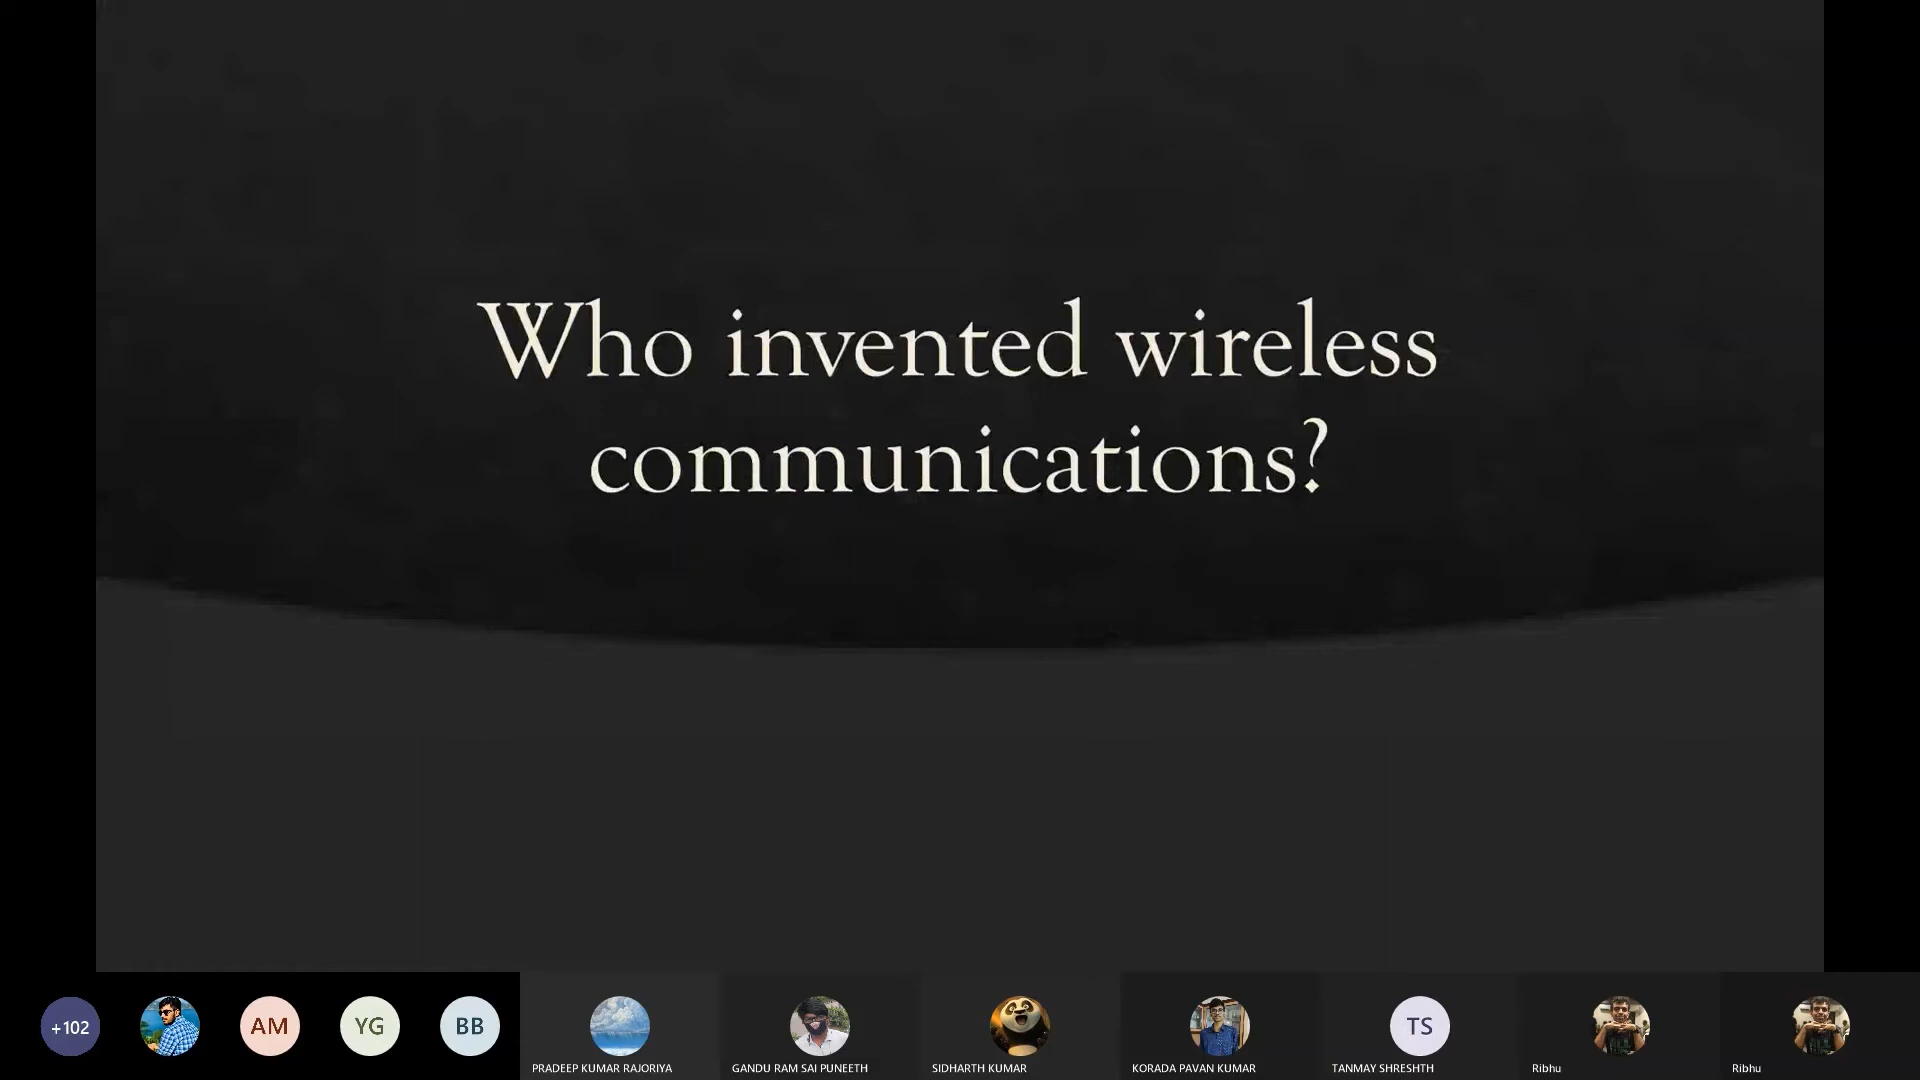 Who invented wireless
communications?
+102
AM
YG
BB
TS
PRADEEP KUMAR RAJORIYA
GANDU RAM SAI PUNEETH
SIDHARTH KUMAR
KORADA PAVAN KUMAR
TANMAY SHRESHTH
Ribhu
Ribhu